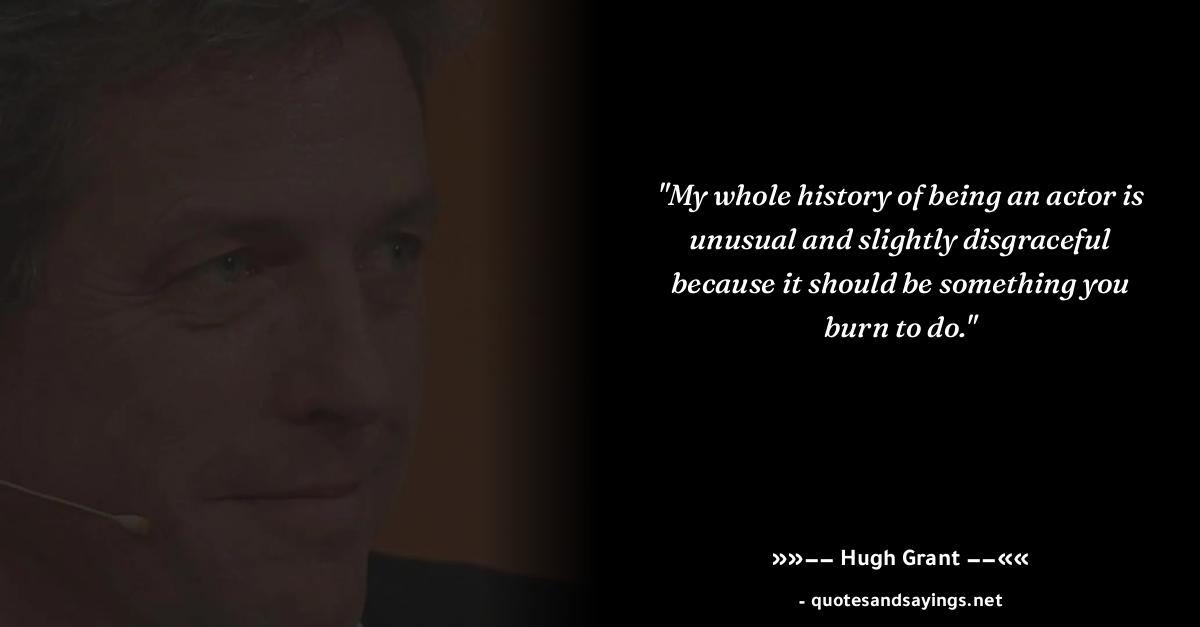 "My whole history of being an actor is
unusual and slightly disgraceful
because it should be something you
burn to do."
»»−− Hugh Grant −−««
- quotesandsayings.net